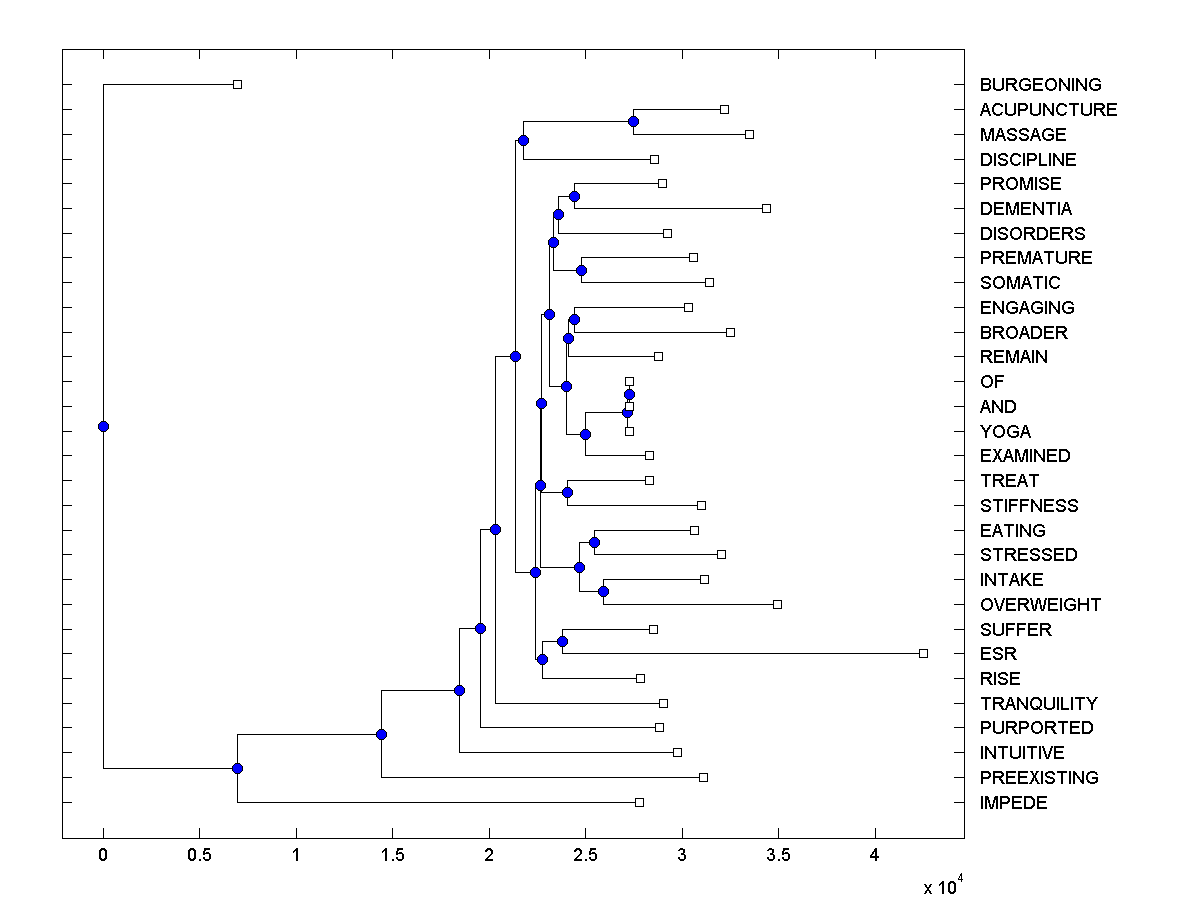 BURGEONING
ACUPUNCTURE
MASSAGE
DISCIPLINE
PROMISE
DEMENTIA
DISORDERS
PREMATURE
SOMATIC
ENGAGING
BROADER
REMAIN
OF
AND
YOGA
EXAMINED
TREAT
STIFFNESS
EATING
STRESSED
INTAKE
OVERWEIGHT
SUFFER
ESR
RISE
TRANQUILITY
PURPORTED
INTUITIVE
PREEXISTING
IMPEDE
0 0.5 1 1.5 2 2.5 3 3.5 4
x 10^4